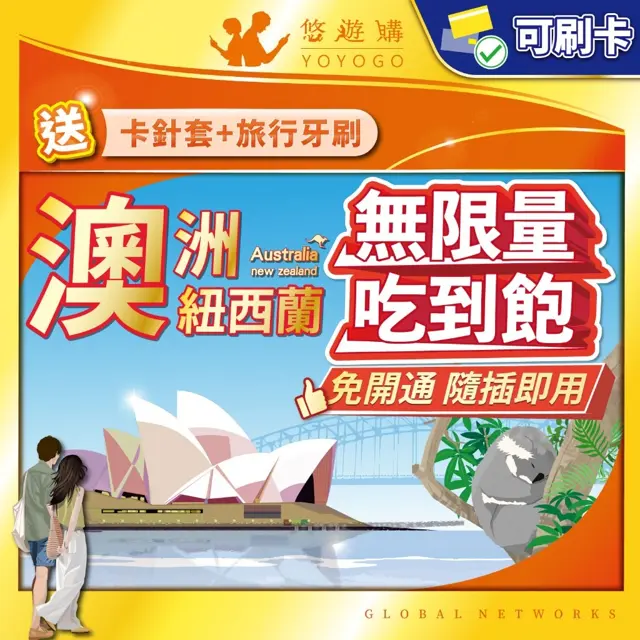 悠遊購
YOYOGO
可刷卡
送
卡針套+旅行牙刷
澳洲
紐西蘭
Australia
new zealand
無限量
吃到飽
免開通 隨插即用
GLOBAL NETWORKS